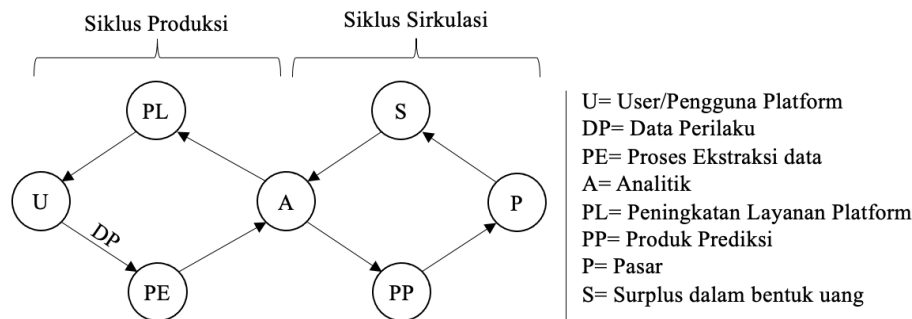 Siklus Produksi
Siklus Sirkulasi
PL
S
U
A
P
DP
PE
PP
U= User/Pengguna Platform
DP= Data Perilaku
PE= Proses Ekstraksi data
A= Analitik
PL= Peningkatan Layanan Platform
PP= Produk Prediksi
P= Pasar
S= Surplus dalam bentuk uang